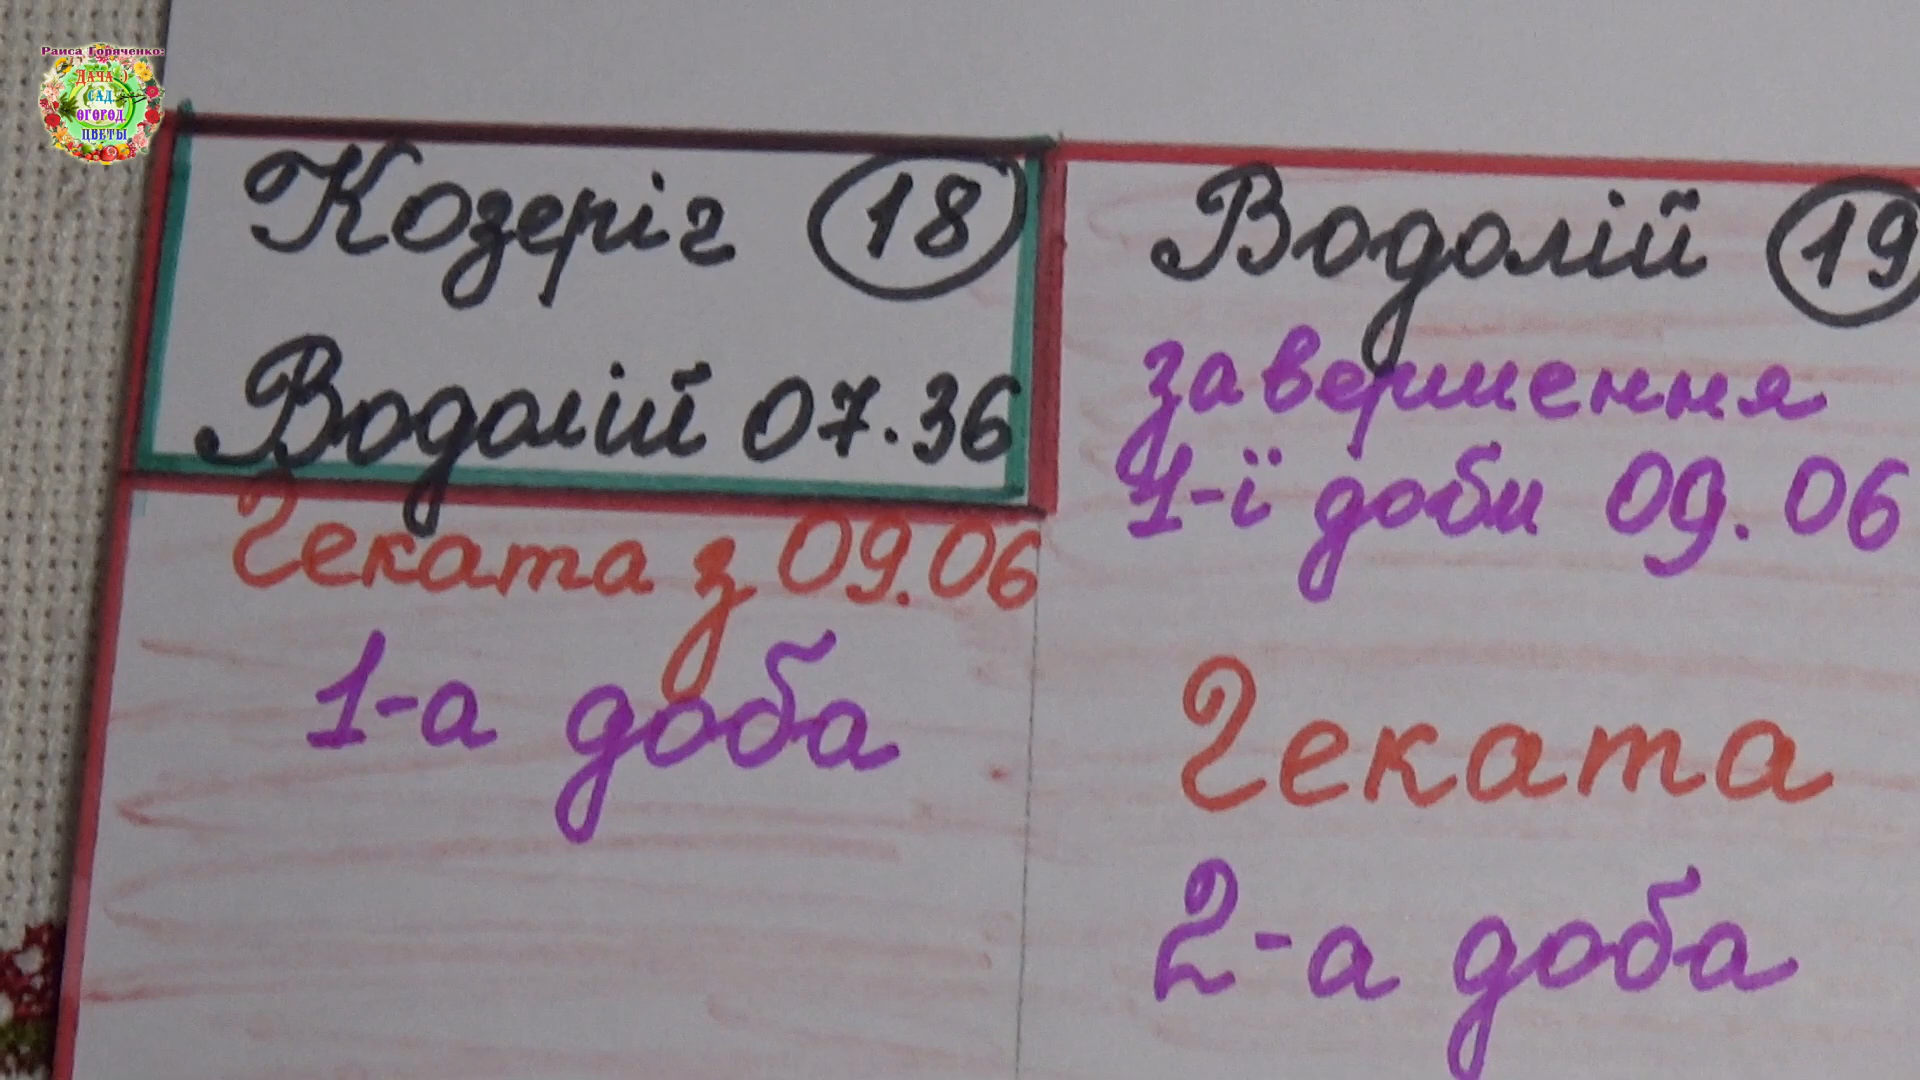 Раиса Горяченко:
ДАЧА
САД
ОГОРОД
ЦВЕТЫ
Козеріг 18
Водолій 07.36
Геката з 09.06
1-а доба
Водолій 19
завершення
1-ї доби 09.06
Геката
2-а доба